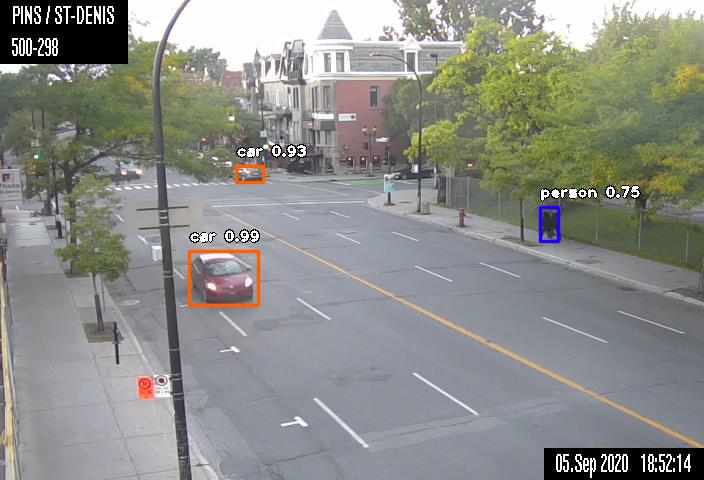 PINS / ST-DENIS
500-298
car 0.93
person 0.75
Photo
car 0.99
05.Sep 2020 18:52:14